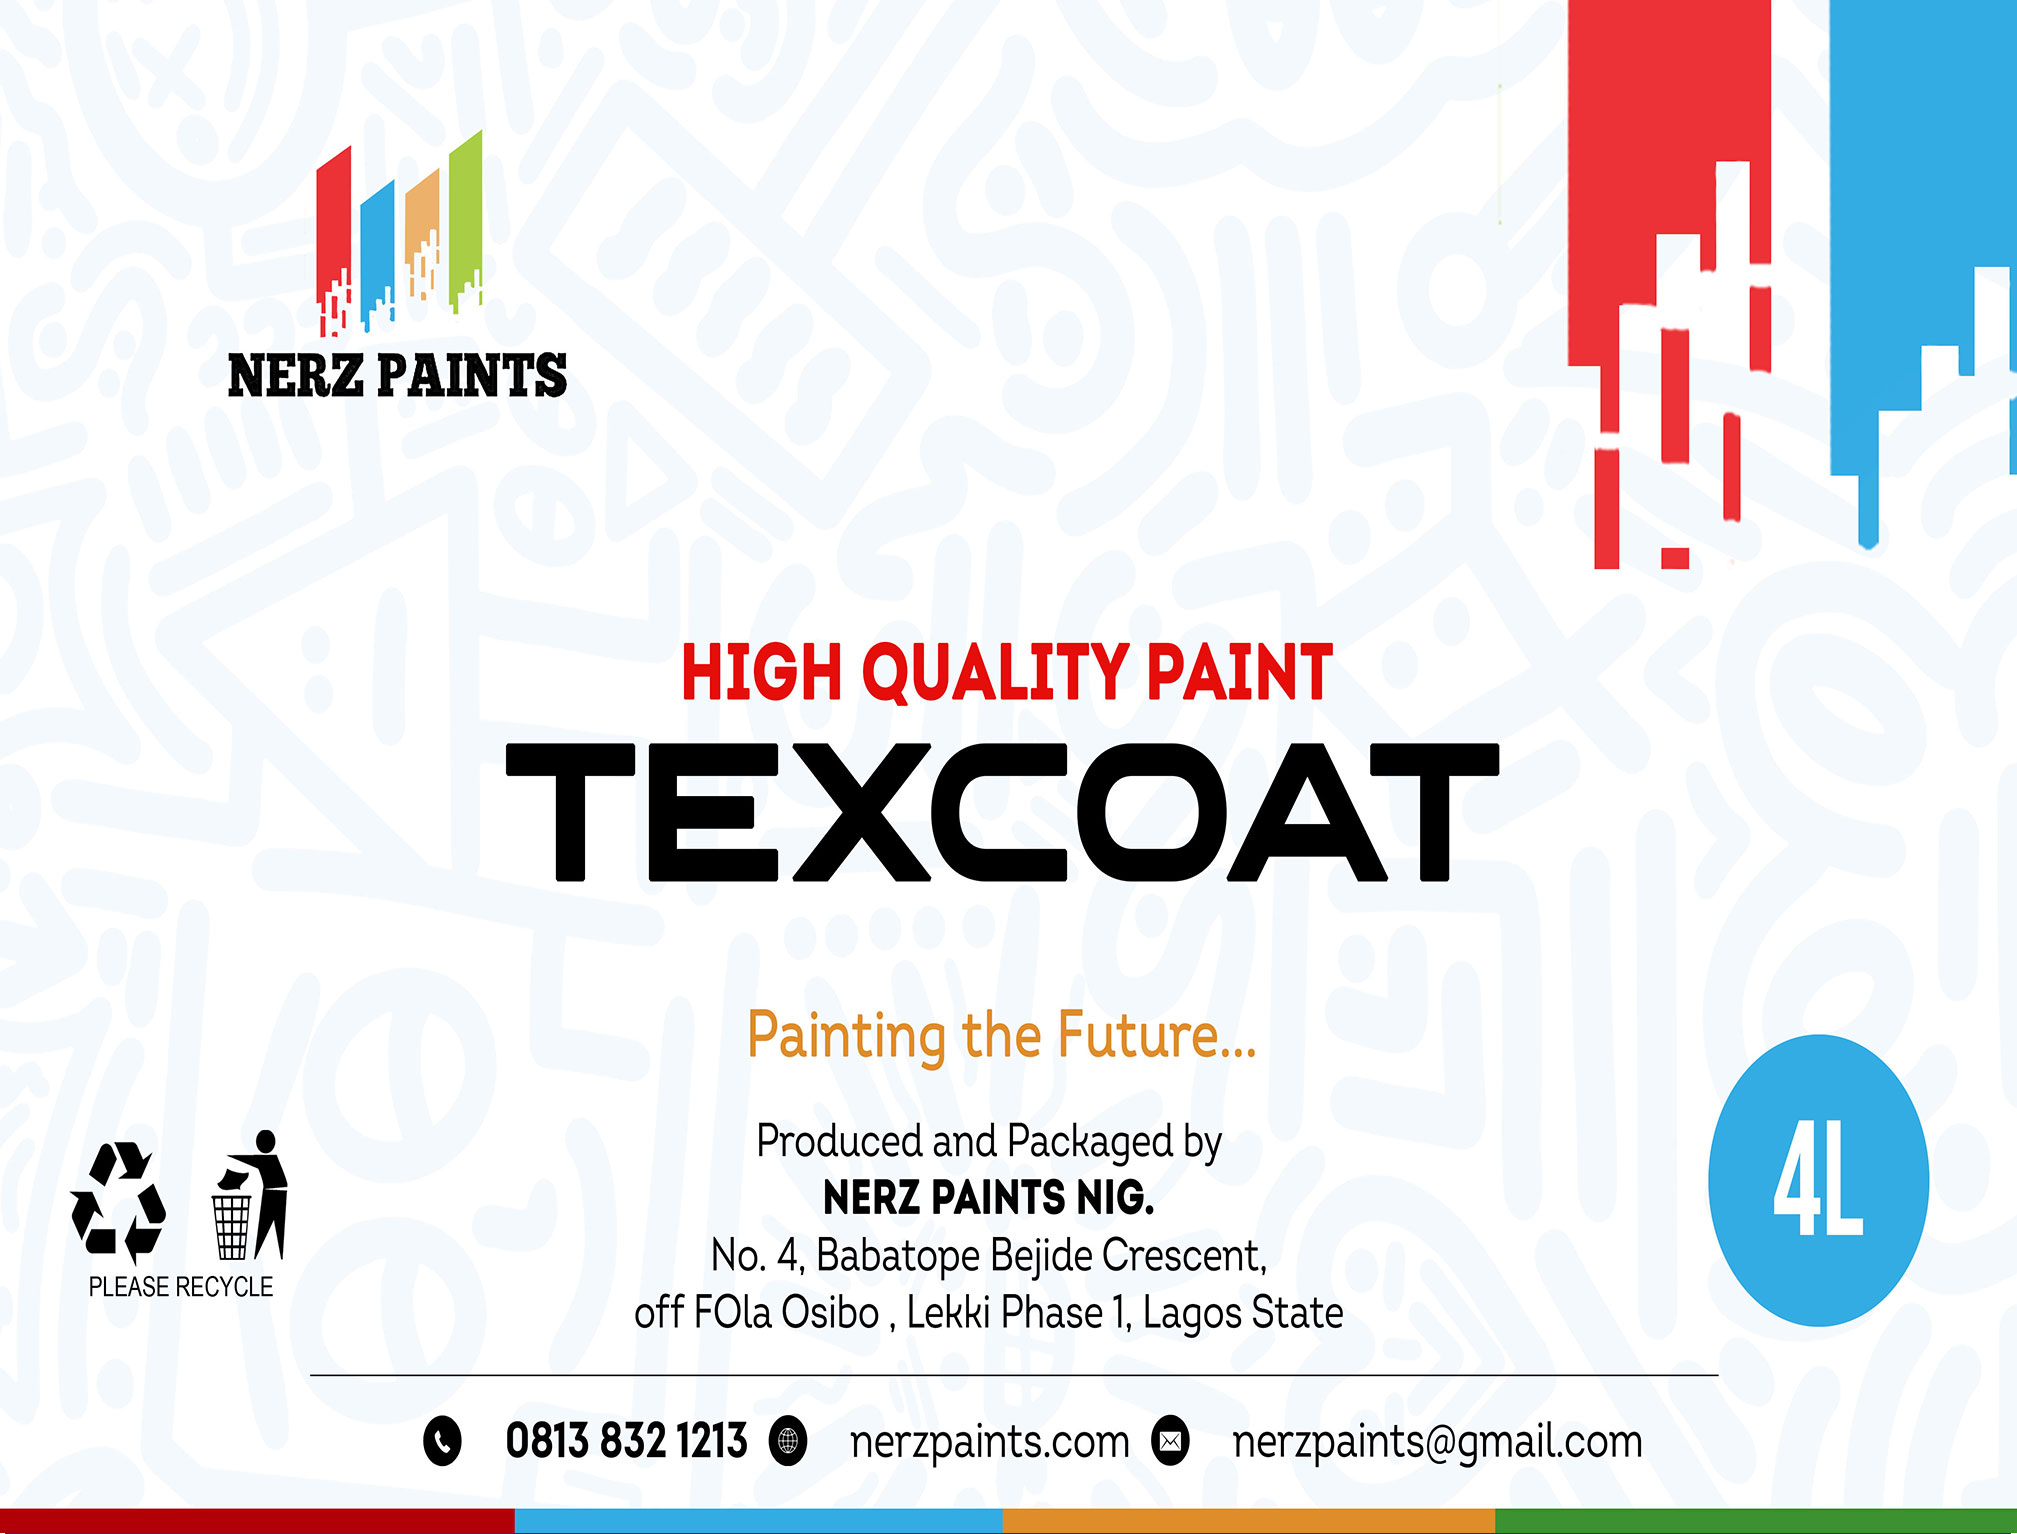 NERZ PAINTS
HIGH QUALITY PAINT
TEXCOAT
Painting the Future...
Produced and Packaged by
NERZ PAINTS NIG.
No. 4, Babatope Bejide Crescent,
off FOla Osibo , Lekki Phase 1, Lagos State
4L
PLEASE RECYCLE
0813 832 1213 nerzpaints.com nerzpaints@gmail.com